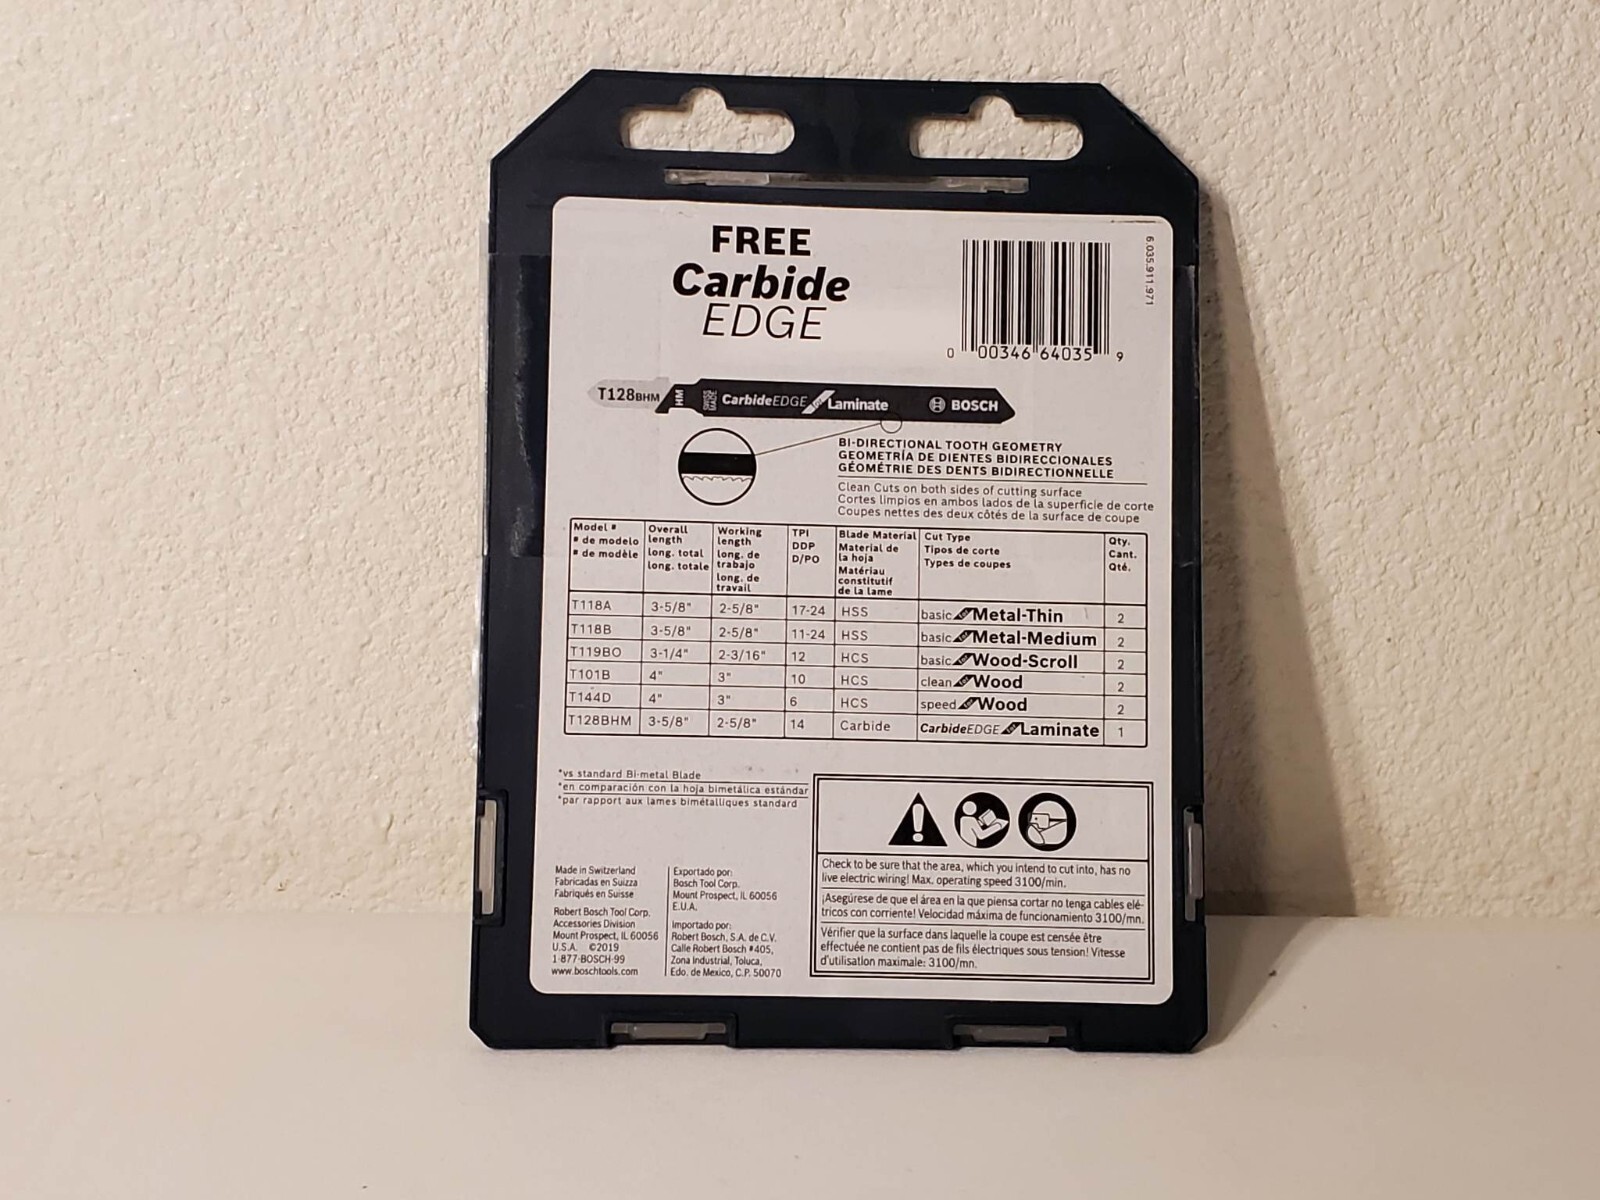 FREE
Carbide
EDGE
6.035.911.971
0 00346 64035 9
T128BHM HM SWISS MADE CarbideEDGE for Laminate BOSCH
BI-DIRECTIONAL TOOTH GEOMETRY
GEOMETRÍA DE DIENTES BIDIRECCIONALES
GÉOMÉTRIE DES DENTS BIDIRECTIONNELLE
Clean Cuts on both sides of cutting surface
Cortes limpios en ambos lados de la superficie de corte
Coupes nettes des deux côtés de la surface de coupe
Model #
# de modelo
# de modèle
Overall
length
long. total
long. totale
Working
length
long. de
trabajo
long. de
travail
TPI
DDP
D/PO
Blade Material
Material de
la hoja
Matériau
constitutif
de la lame
Cut Type
Tipos de corte
Types de coupes
Qty.
Cant.
Qté.
T118A 3-5/8" 2-5/8" 17-24 HSS basic for Metal-Thin 2
T118B 3-5/8" 2-5/8" 11-24 HSS basic for Metal-Medium 2
T119BO 3-1/4" 2-3/16" 12 HCS basic for Wood-Scroll 2
T101B 4" 3" 10 HCS clean for Wood 2
T144D 4" 3" 6 HCS speed for Wood 2
T128BHM 3-5/8" 2-5/8" 14 Carbide CarbideEDGE for Laminate 1
*vs standard Bi-metal Blade
*en comparación con la hoja bimetálica estándar
*par rapport aux lames bimétalliques standard
Made in Switzerland
Fabricadas en Suizza
Fabriqués en Suisse
Robert Bosch Tool Corp.
Accessories Division
Mount Prospect, IL 60056
U.S.A. ©2019
1-877-BOSCH-99
www.boschtools.com
Exportado por:
Bosch Tool Corp.
Mount Prospect, IL 60056
E.U.A.
Importado por:
Robert Bosch, S.A. de C.V.
Calle Robert Bosch #405,
Zona Industrial, Toluca,
Edo. de Mexico, C.P. 50070
Check to be sure that the area, which you intend to cut into, has no
live electric wiring! Max. operating speed 3100/min.
¡Asegúrese de que el área en la que piensa cortar no tenga cables elé-
tricos con corriente! Velocidad máxima de funcionamiento 3100/mn.
Vérifier que la surface dans laquelle la coupe est censée être
effectuée ne contient pas de fils électriques sous tension! Vitesse
d'utilisation maximale: 3100/mn.